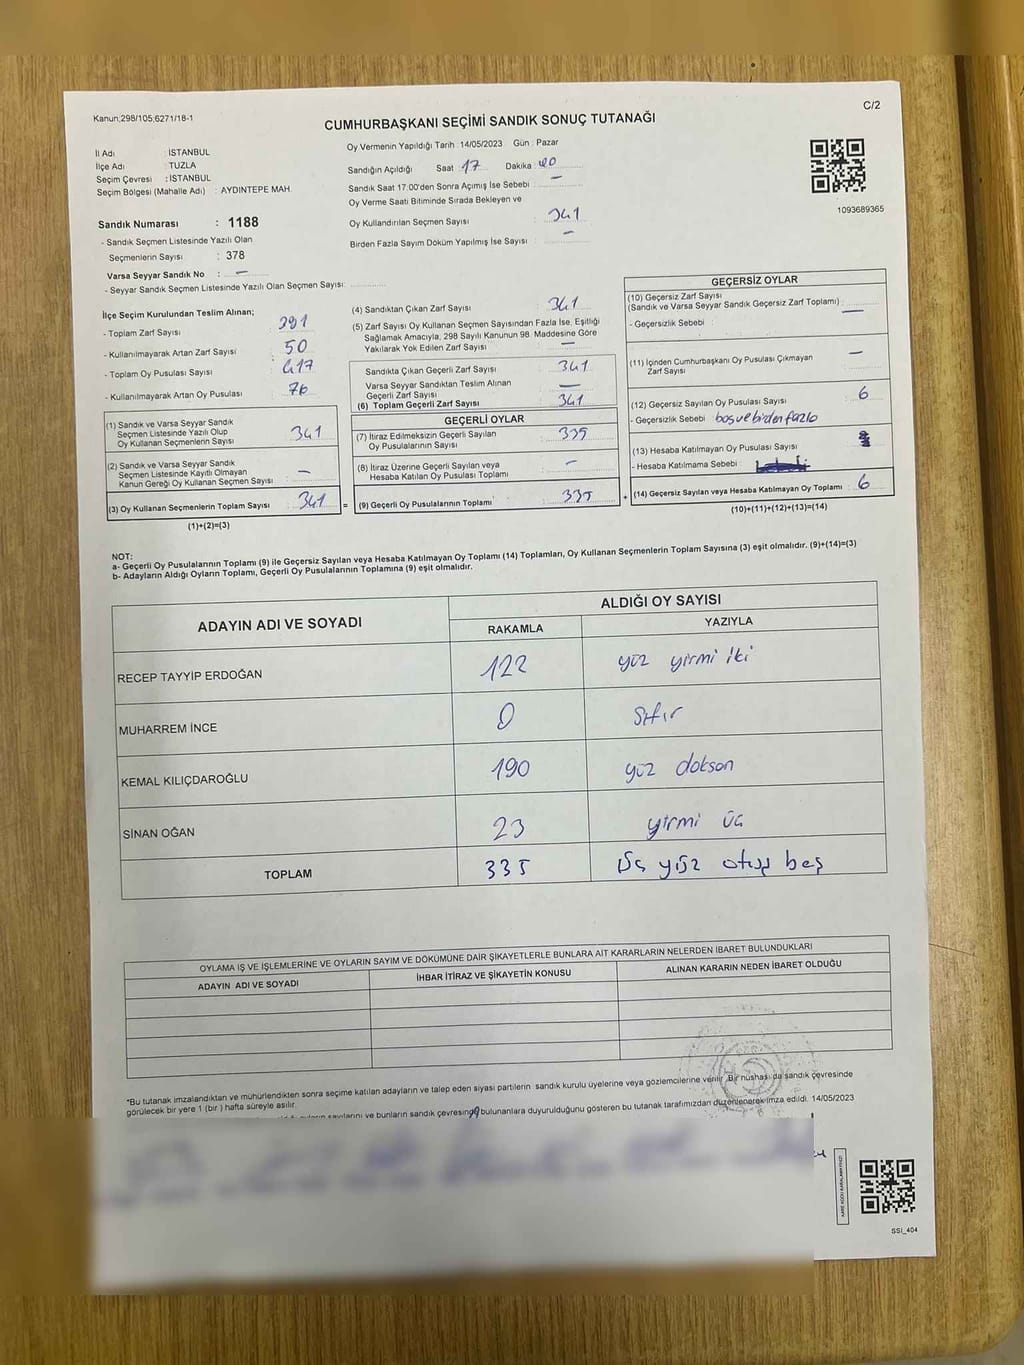 Kanun;298/105;6271/18-1
C/2
CUMHURBAŞKANI SEÇİMİ SANDIK SONUÇ TUTANAĞI
İl Adı : İSTANBUL
İlçe Adı : TUZLA
Seçim Çevresi : İSTANBUL
Seçim Bölgesi (Mahalle Adı) : AYDINTEPE MAH.
Sandık Numarası : 1188
- Sandık Seçmen Listesinde Yazılı Olan
Seçmenlerin Sayısı : 378
Varsa Seyyar Sandık No : —
- Seyyar Sandık Seçmen Listesinde Yazılı Olan Seçmen Sayısı:
Oy Vermenin Yapıldığı Tarih : 14/05/2023 Gün : Pazar
Sandığın Açıldığı Saat 17 Dakika 20
Sandık Saat 17.00'den Sonra Açımış İse Sebebi : —
Oy Verme Saati Bitiminde Sırada Bekleyen ve
Oy Kullandırılan Seçmen Sayısı : 341
Birden Fazla Sayım Döküm Yapılmış İse Sayısı : —
1093689365
İlçe Seçim Kurulundan Teslim Alınan;
- Toplam Zarf Sayısı : 391
- Kullanılmayarak Artan Zarf Sayısı : 50
- Toplam Oy Pusulası Sayısı : 417
- Kullanılmayarak Artan Oy Pusulası : 76
(1) Sandık ve Varsa Seyyar Sandık
Seçmen Listesinde Yazılı Olup
Oy Kullanan Seçmenlerin Sayısı : 341
(2) Sandık ve Varsa Seyyar Sandık
Seçmen Listesinde Kayıtlı Olmayan
Kanun Gereği Oy Kullanan Seçmen Sayısı : —
(3) Oy Kullanan Seçmenlerin Toplam Sayısı : 341
(1)+(2)=(3)
=
(4) Sandıktan Çıkan Zarf Sayısı : 341
(5) Zarf Sayısı Oy Kullanan Seçmen Sayısından Fazla İse, Eşitliği
Sağlamak Amacıyla, 298 Sayılı Kanunun 98. Maddesine Göre
Yakılarak Yok Edilen Zarf Sayısı : —
Sandıkta Çıkan Geçerli Zarf Sayısı : 341
Varsa Seyyar Sandıktan Teslim Alınan
Geçerli Zarf Sayısı : —
(6) Toplam Geçerli Zarf Sayısı : 341
GEÇERLİ OYLAR
(7) İtiraz Edilmeksizin Geçerli Sayılan
Oy Pusulalarının Sayısı : 335
(8) İtiraz Üzerine Geçerli Sayılan veya
Hesaba Katılan Oy Pusulası Toplamı : —
(9) Geçerli Oy Pusulalarının Toplamı : 335
+
GEÇERSİZ OYLAR
(10) Geçersiz Zarf Sayısı
(Sandık ve Varsa Seyyar Sandık Geçersiz Zarf Toplamı) : —
- Geçersizlik Sebebi :
(11) İçinden Cumhurbaşkanı Oy Pusulası Çıkmayan
Zarf Sayısı : —
(12) Geçersiz Sayılan Oy Pusulası Sayısı : 6
- Geçersizlik Sebebi : boş ve birden fazla
(13) Hesaba Katılmayan Oy Pusulası Sayısı :
- Hesaba Katılmama Sebebi :
(14) Geçersiz Sayılan veya Hesaba Katılmayan Oy Toplamı : 6
(10)+(11)+(12)+(13)=(14)
NOT:
a- Geçerli Oy Pusulalarının Toplamı (9) ile Geçersiz Sayılan veya Hesaba Katılmayan Oy Toplamı (14) Toplamları, Oy Kullanan Seçmenlerin Toplam Sayısına (3) eşit olmalıdır. (9)+(14)=(3)
b- Adayların Aldığı Oyların Toplamı, Geçerli Oy Pusulalarının Toplamına (9) eşit olmalıdır.
ADAYIN ADI VE SOYADI
ALDIĞI OY SAYISI
RAKAMLA YAZIYLA
RECEP TAYYİP ERDOĞAN 122 yüz yirmi iki
MUHARREM İNCE 0 sıfır
KEMAL KILIÇDAROĞLU 190 yüz doksan
SİNAN OĞAN 23 yirmi üç
TOPLAM 335 üç yüz otuz beş
OYLAMA İŞ VE İŞLEMLERİNE VE OYLARIN SAYIM VE DÖKÜMÜNE DAİR ŞİKAYETLERLE BUNLARA AİT KARARLARIN NELERDEN İBARET BULUNDUKLARI
ADAYIN ADI VE SOYADI İHBAR İTİRAZ VE ŞİKAYETİN KONUSU ALINAN KARARIN NEDEN İBARET OLDUĞU
*Bu tutanak imzalandıktan ve mühürlendikten sonra seçime katılan adayların ve talep eden siyasi partilerin sandık kurulu üyelerine veya gözlemcilerine verilir. Bir nüshası da sandık çevresinde
görülecek bir yere 1 (bir) hafta süreyle asılır.
sayılarını ve bunların sandık çevresinde bulunanlara duyurulduğunu gösteren bu tutanak tarafımızdan düzenlenerek imza edildi. 14/05/2023
SSI_404